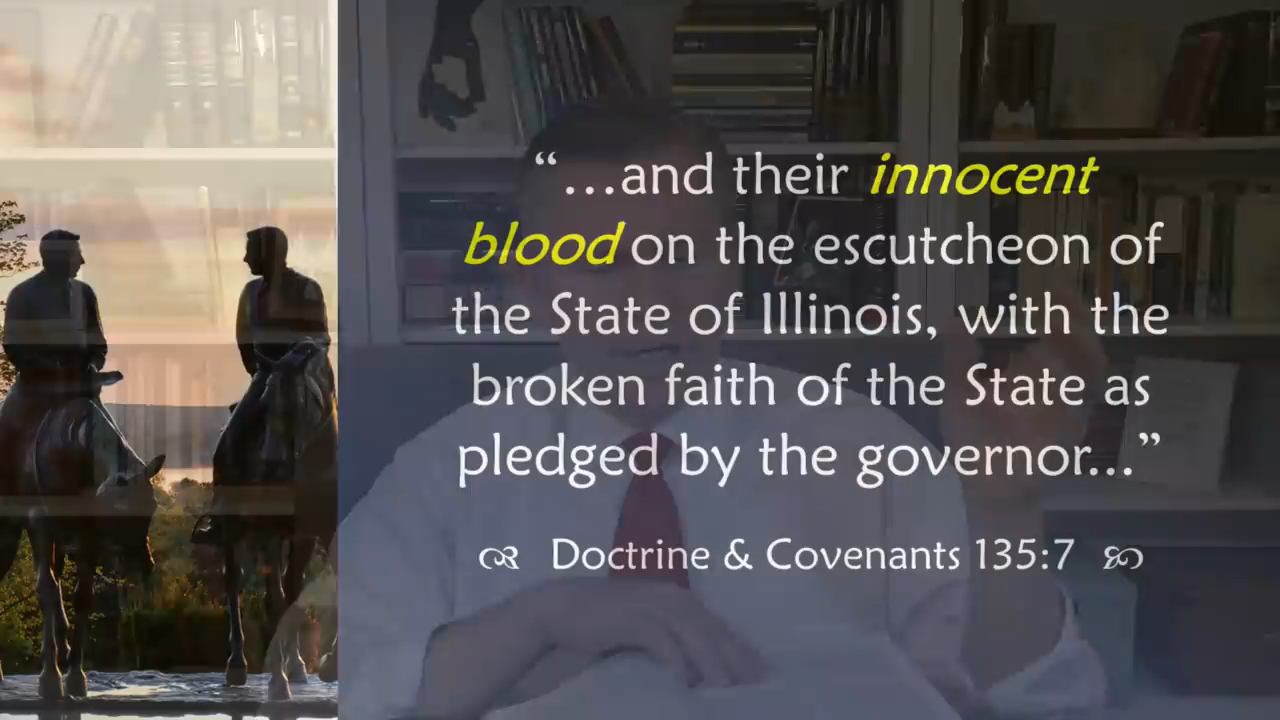 “...and their innocent
blood on the escutcheon of
the State of Illinois, with the
broken faith of the State as
pledged by the governor...”
Doctrine & Covenants 135:7